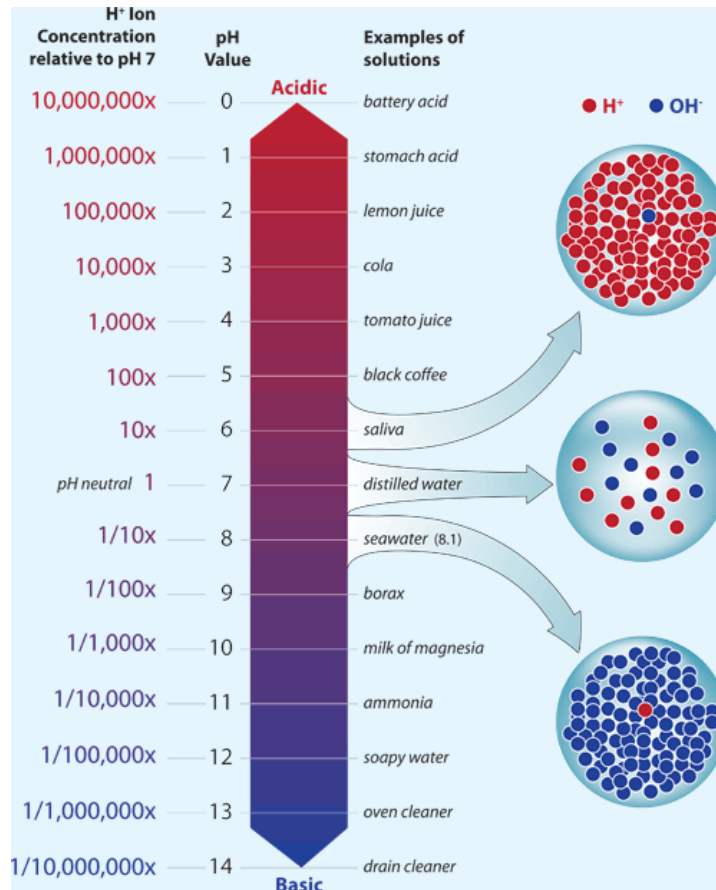 H⁺ Ion
Concentration
relative to pH 7
pH
Value
Examples of
solutions
Acidic
H⁺ OH⁻
10,000,000x 0 battery acid
1,000,000x 1 stomach acid
100,000x 2 lemon juice
10,000x 3 cola
1,000x 4 tomato juice
100x 5 black coffee
10x 6 saliva
pH neutral 1 7 distilled water
1/10x 8 seawater (8.1)
1/100x 9 borax
1/1,000x 10 milk of magnesia
1/10,000x 11 ammonia
1/100,000x 12 soapy water
1/1,000,000x 13 oven cleaner
1/10,000,000x 14 drain cleaner
Basic